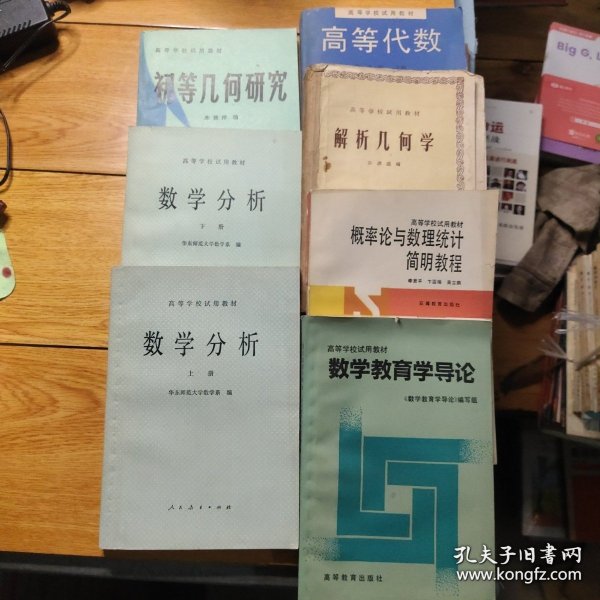 高等学校试用教材
初等几何研究
高等学校试用教材
数学分析
下册
华东师范大学数学系 编
高等学校试用教材
数学分析
上册
华东师范大学数学系 编
人民教育出版社
高等学校试用教材
高等代数
高等学校试用教材
解析几何学
高等学校试用教材
概率论与数理统计
简明教程
高等学校试用教材
数学教育学导论
《数学教育学导论》编写组
高等教育出版社
Big G, L
孔夫子旧书网
www.kongfz.com